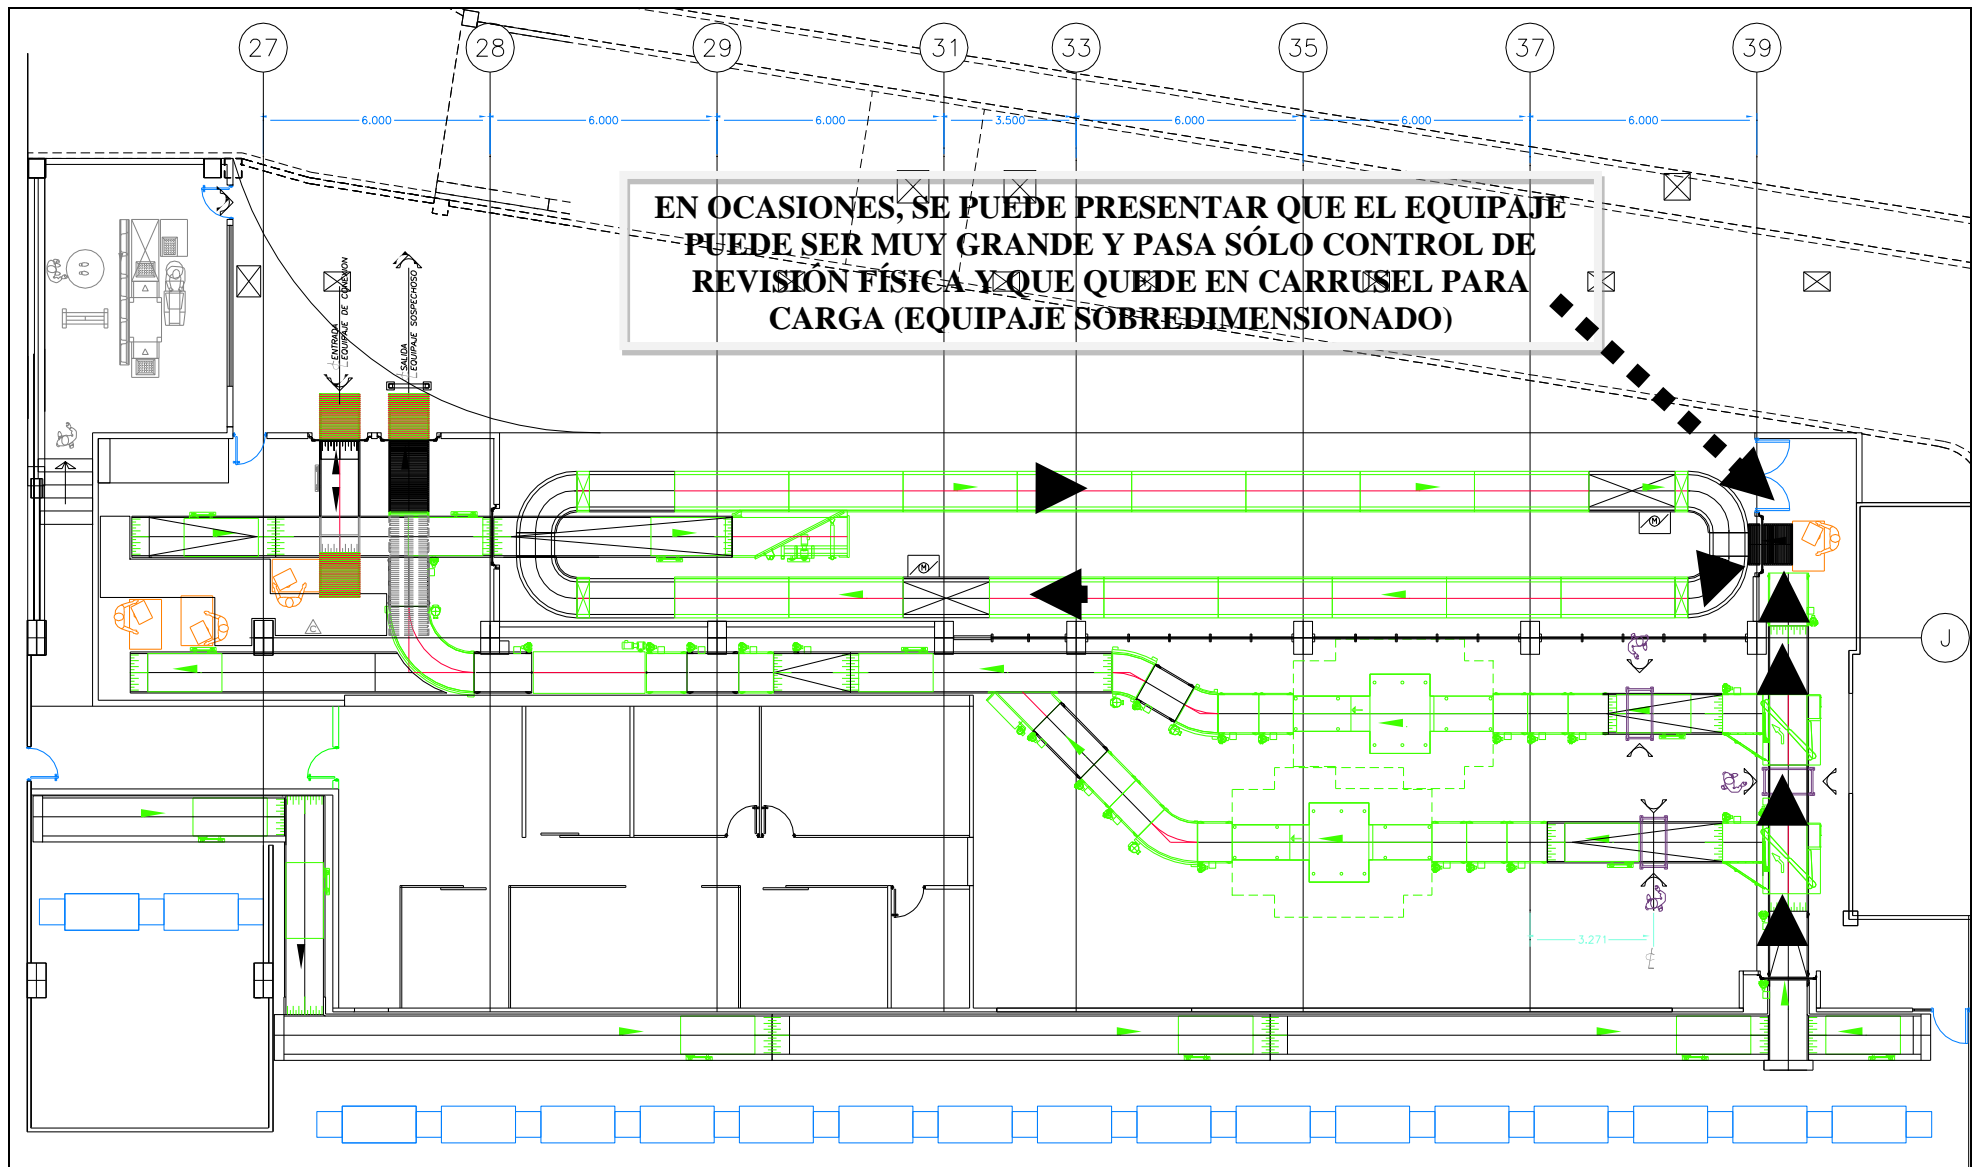 27 28 29 31 33 35 37 39
6.000 6.000 6.000 3.500 6.000 6.000 6.000
EN OCASIONES, SE PUEDE PRESENTAR QUE EL EQUIPAJE
PUEDE SER MUY GRANDE Y PASA SÓLO CONTROL DE
REVISIÓN FÍSICA Y QUE QUEDE EN CARRUSEL PARA
CARGA (EQUIPAJE SOBREDIMENSIONADO)
ENTRADA
EQUIPAJE DE CONEXION
SALIDA
EQUIPAJE SOSPECHOSO
M
M
C
J
3.271